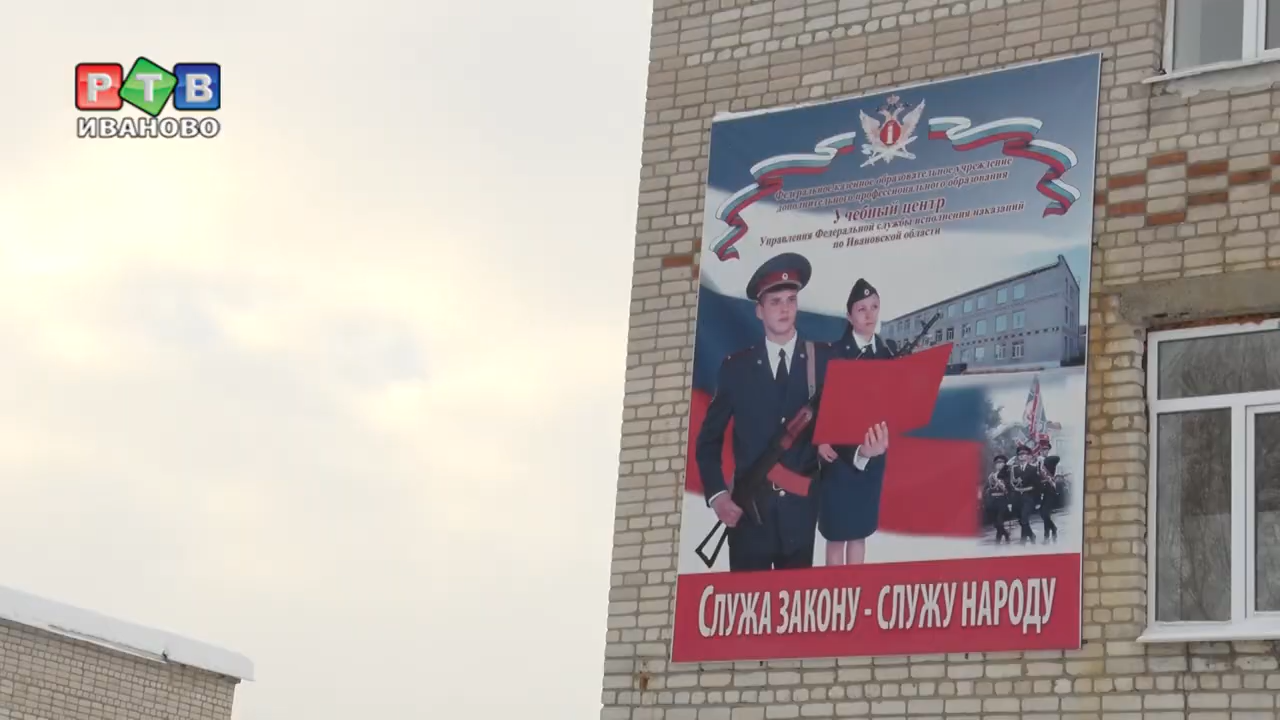 РТВ
ИВАНОВО
Федеральное казенное образовательное учреждение
дополнительного профессионального образования
Учебный центр
Управления Федеральной службы исполнения наказаний
по Ивановской области
Служа закону - служу народу